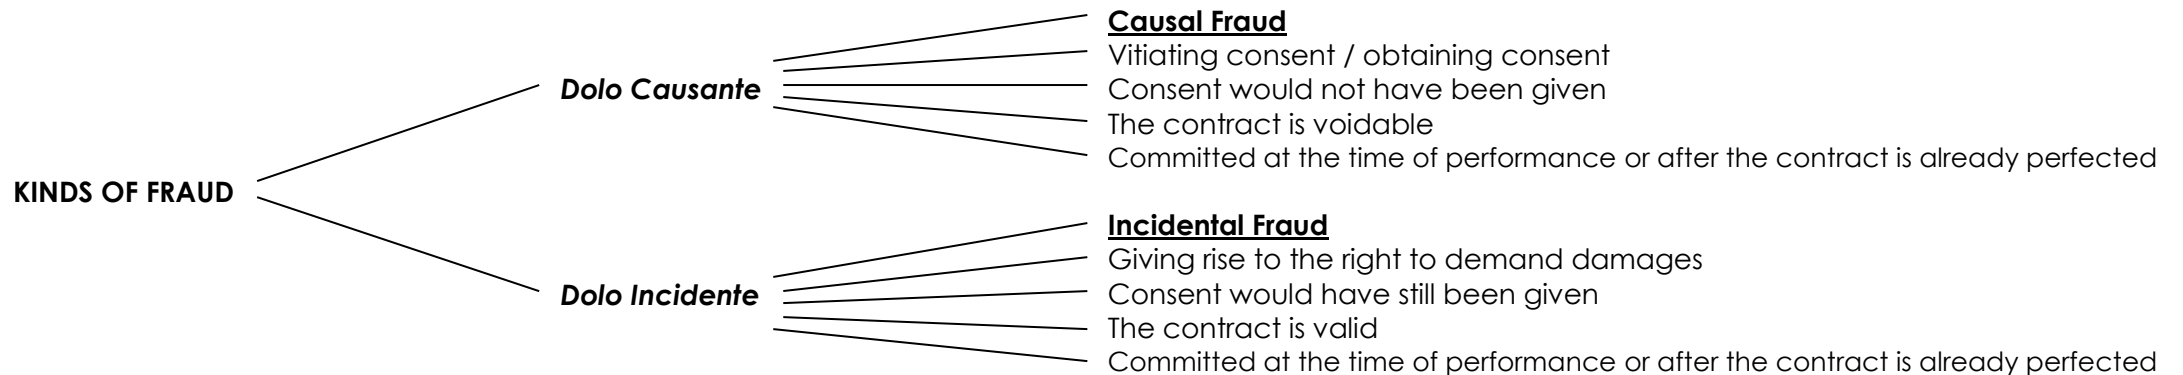 KINDS OF FRAUD
Dolo Causante
Causal Fraud
Vitiating consent / obtaining consent
Consent would not have been given
The contract is voidable
Committed at the time of performance or after the contract is already perfected
Dolo Incidente
Incidental Fraud
Giving rise to the right to demand damages
Consent would have still been given
The contract is valid
Committed at the time of performance or after the contract is already perfected